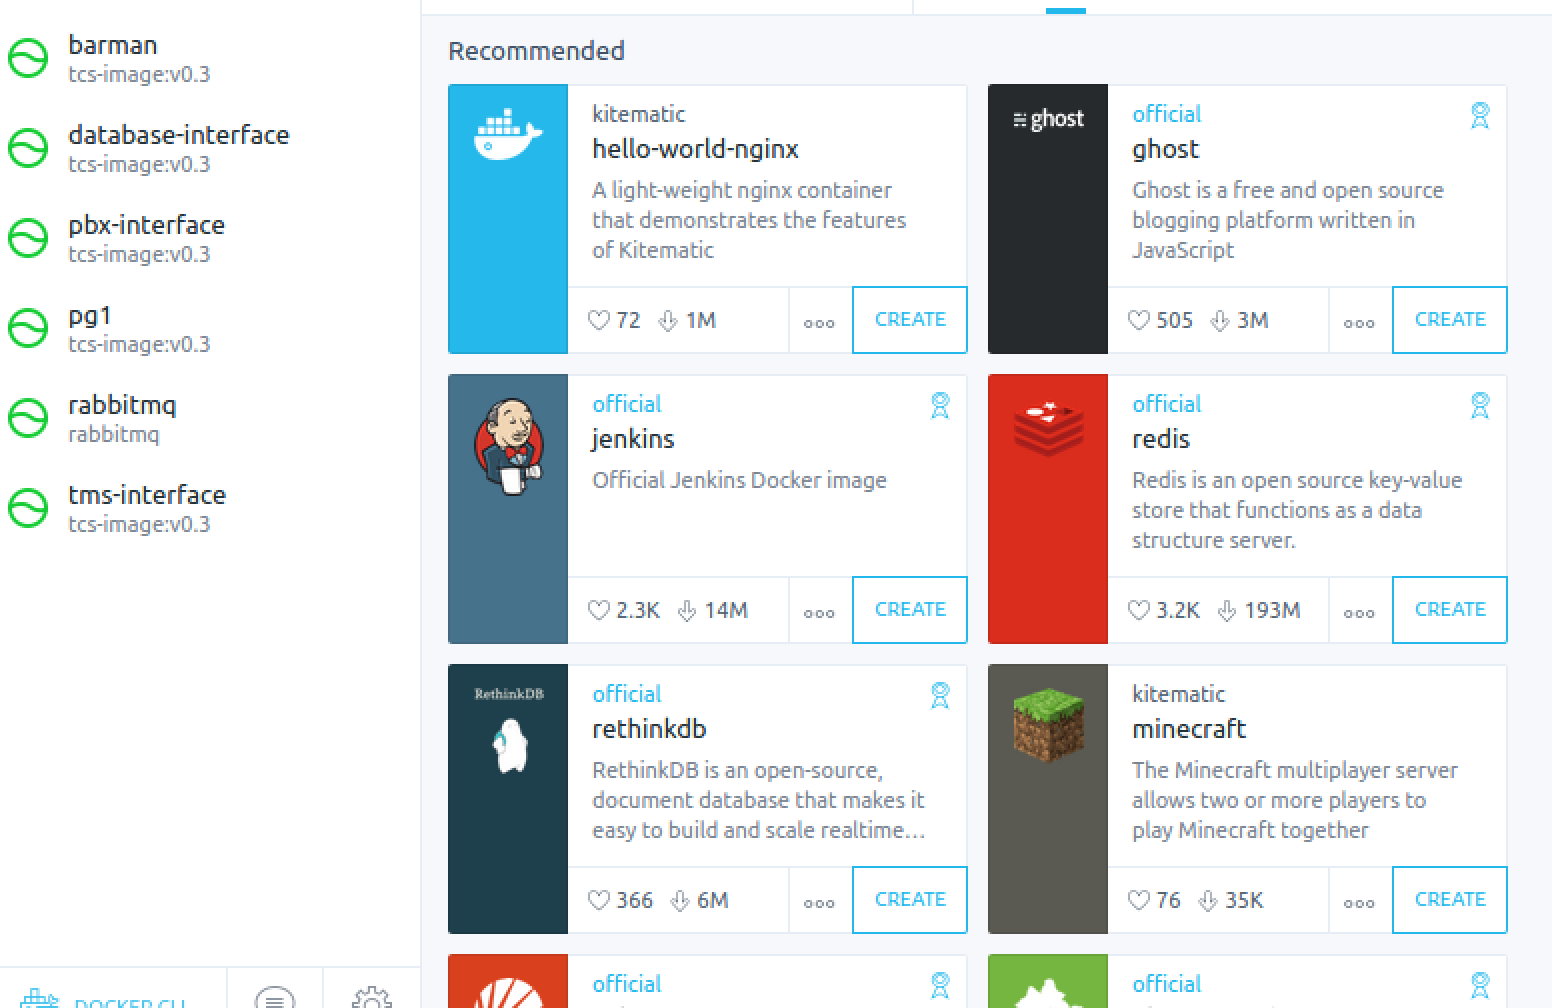 barman
tcs-image:v0.3
database-interface
tcs-image:v0.3
pbx-interface
tcs-image:v0.3
pg1
tcs-image:v0.3
rabbitmq
rabbitmq
tms-interface
tcs-image:v0.3
DOCKER CLI
Recommended
kitematic
hello-world-nginx
A light-weight nginx container
that demonstrates the features
of Kitematic
72 1M
CREATE
ghost
official
ghost
Ghost is a free and open source
blogging platform written in
JavaScript
505 3M
CREATE
official
jenkins
Official Jenkins Docker image
2.3K 14M
CREATE
official
redis
Redis is an open source key-value
store that functions as a data
structure server.
3.2K 193M
CREATE
RethinkDB
official
rethinkdb
RethinkDB is an open-source,
document database that makes it
easy to build and scale realtime…
366 6M
CREATE
kitematic
minecraft
The Minecraft multiplayer server
allows two or more players to
play Minecraft together
76 35K
CREATE
official
official